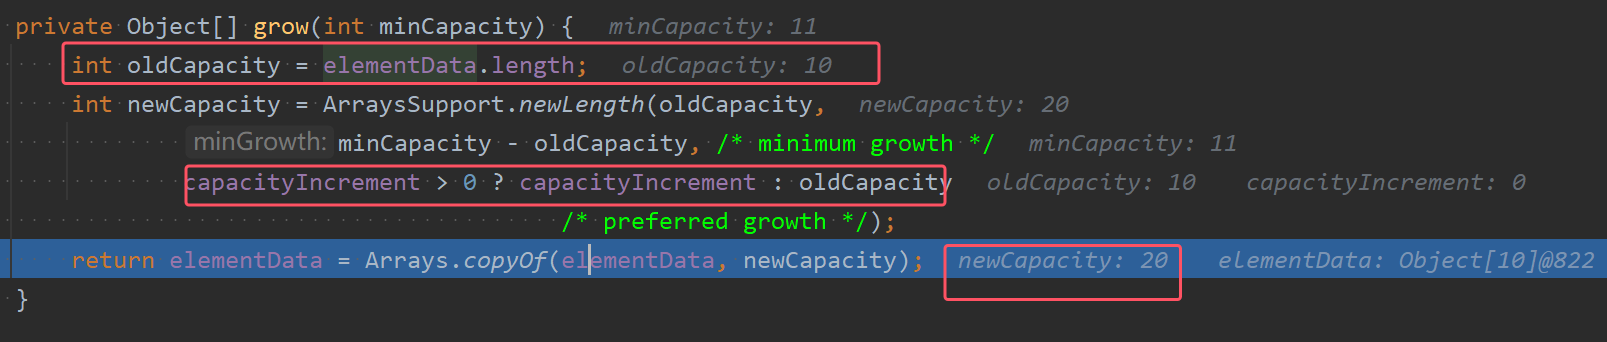 private Object[] grow(int minCapacity) { minCapacity: 11
int oldCapacity = elementData.length; oldCapacity: 10
int newCapacity = ArraysSupport.newLength(oldCapacity, newCapacity: 20
minGrowth: minCapacity - oldCapacity, /* minimum growth */ minCapacity: 11
capacityIncrement > 0 ? capacityIncrement : oldCapacity oldCapacity: 10 capacityIncrement: 0
/* preferred growth */);
return elementData = Arrays.copyOf(elementData, newCapacity); newCapacity: 20 elementData: Object[10]@822
}